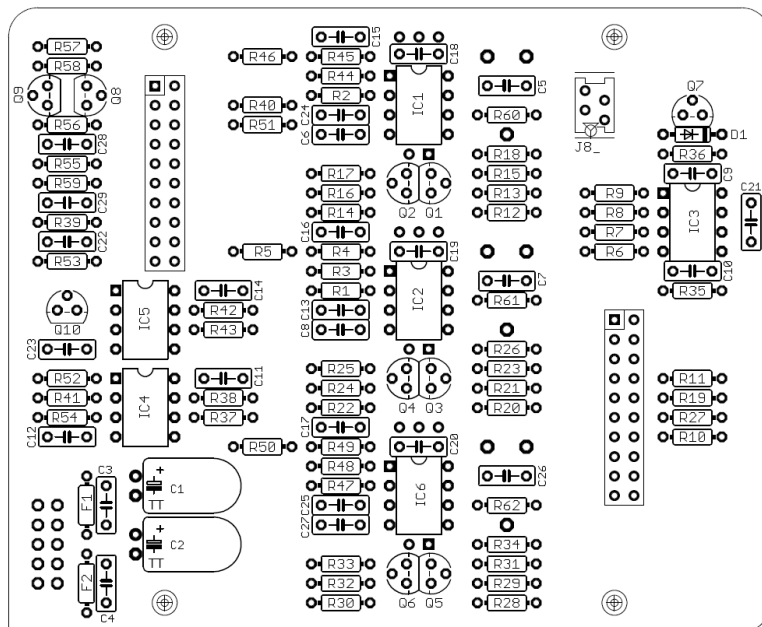 C15
R57
R46
R45
C18
R58
R44
Q7
Q9
Q8
R2
C5
R40
C24
IC1
R60
R56
R51
C6
D1
C28
J8_
R18
R36
R55
R17
R15
C9
R59
R16
R13
R9
C21
C29
R14
Q2
Q1
R12
R8
IC3
R39
C16
R7
C22
R5
R4
C19
R6
R53
R3
C10
C14
R1
C7
R35
IC5
R42
C13
IC2
R61
Q10
R43
C8
C23
R26
R25
R23
R52
C11
R24
R21
R11
R41
IC4
R38
R22
Q4
Q3
R20
R19
R54
R37
C17
R27
C12
R50
R49
C20
R10
R48
C3
+
C1
R47
IC6
C26
F1
TT
C25
R62
C27
+
C2
R34
TT
R33
R31
F2
R32
R29
R30
Q6
Q5
R28
C4